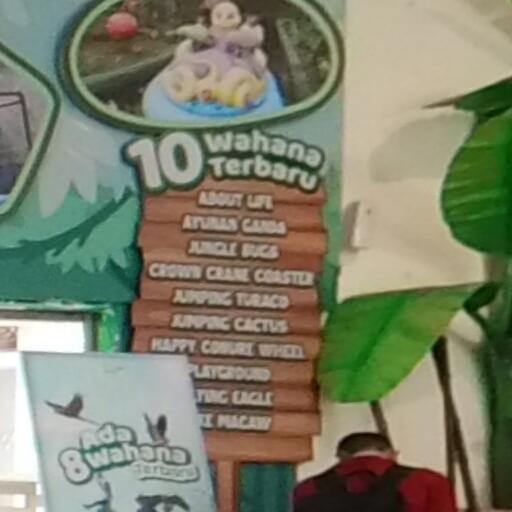 10 Wahana
Terbaru
ABOUT LIFE
AYUNAN GANDA
JUNGLE BUGS
CROWN CRANE COASTER
JUMPING TURACO
JUMPING CACTUS
HAPPY CONURE WHEEL
PLAYGROUND
EAGLE
MACAW
Ada
8 Wahana
Terbaru